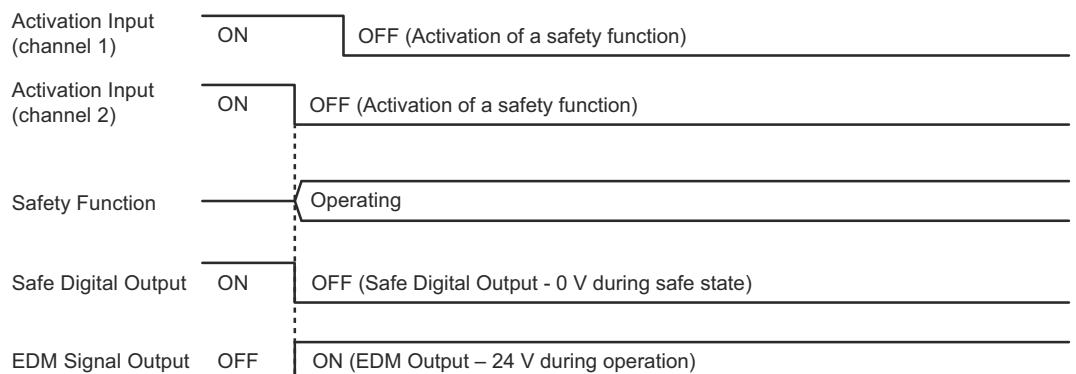 Activation Input
(channel 1)
ON
OFF (Activation of a safety function)
Activation Input
(channel 2)
ON
OFF (Activation of a safety function)
Safety Function
Operating
Safe Digital Output
ON
OFF (Safe Digital Output - 0 V during safe state)
EDM Signal Output
OFF
ON (EDM Output – 24 V during operation)